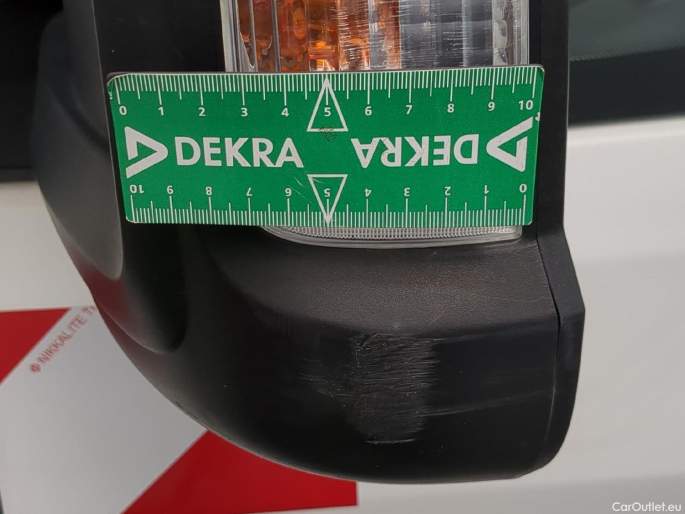 0 1 2 3 4 5 6 7 8 9 10
DEKRA DEKRA
10 9 8 7 6 5 4 3 2 1 0
NIKKALITE
CarOutlet.eu